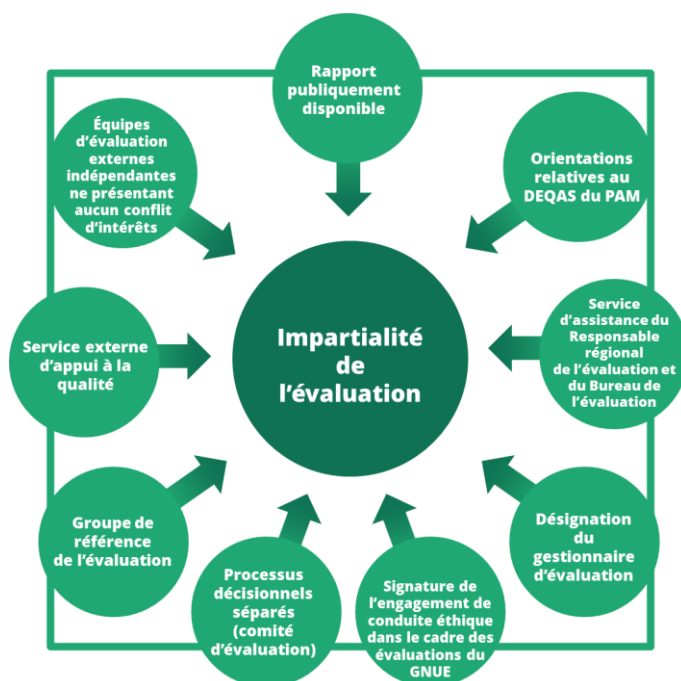 Rapport
publiquement
disponible
Équipes
d'évaluation
externes
indépendantes
ne présentant
aucun conflit
d'intérêts
Orientations
relatives au
DEQAS du PAM
Impartialité
de
l'évaluation
Service externe
d'appui à la
qualité
Service
d'assistance du
Responsable
régional
de l'évaluation et
du Bureau de
l'évaluation
Groupe de
référence
de l'évaluation
Désignation
du
gestionnaire
d'évaluation
Processus
décisionnels
séparés
(comité
d'évaluation)
Signature de
l'engagement de
conduite éthique
dans le cadre des
évaluations du
GNUE